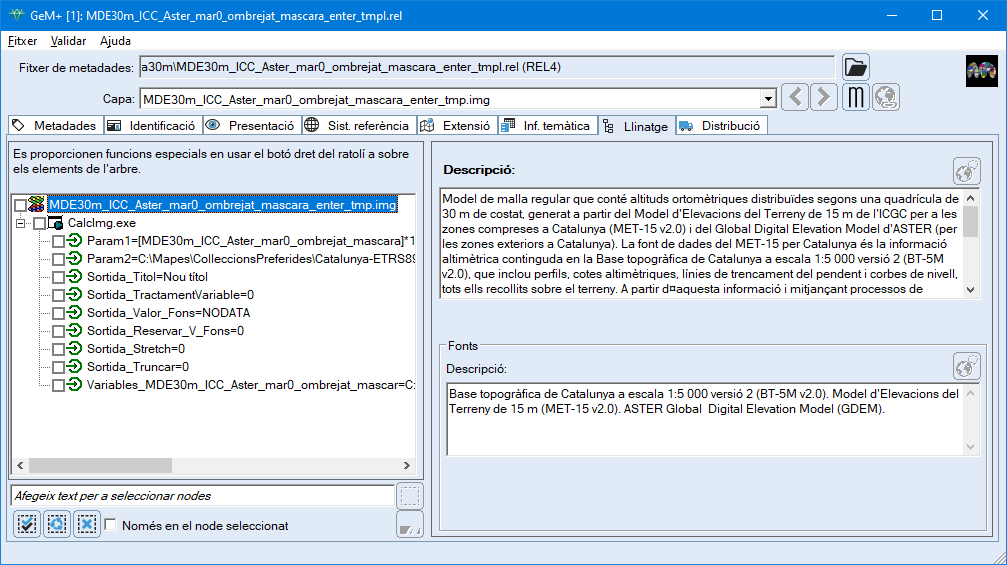 GeM+ [1]: MDE30m_ICC_Aster_mar0_ombrejat_mascara_enter_tmpl.rel
Fitxer Validar Ajuda
Fitxer de metadades: a30m\MDE30m_ICC_Aster_mar0_ombrejat_mascara_enter_tmpl.rel (REL4)
Capa: MDE30m_ICC_Aster_mar0_ombrejat_mascara_enter_tmp.img
Metadades Identificació Presentació Sist. referència Extensió Inf. temàtica Llinatge Distribució
Es proporcionen funcions especials en usar el botó dret del ratolí a sobre
els elements de l'arbre.
MDE30m_ICC_Aster_mar0_ombrejat_mascara_enter_tmp.img
CalcImg.exe
Param1=[MDE30m_ICC_Aster_mar0_ombrejat_mascara]*1
Param2=C:\Mapes\ColleccionsPreferides\Catalunya-ETRS89
Sortida_Titol=Nou títol
Sortida_TractamentVariable=0
Sortida_Valor_Fons=NODATA
Sortida_Reservar_V_Fons=0
Sortida_Stretch=0
Sortida_Truncar=0
Variables_MDE30m_ICC_Aster_mar0_ombrejat_mascar=C:
Afegeix text per a seleccionar nodes
Només en el node seleccionat
Descripció:
Model de malla regular que conté altituds ortomètriques distribuïdes segons una quadrícula de
30 m de costat, generat a partir del Model d'Elevacions del Terreny de 15 m de l'ICGC per a les
zones compreses a Catalunya (MET-15 v2.0) i del Global Digital Elevation Model d'ASTER (per
les zones exteriors a Catalunya). La font de dades del MET-15 per Catalunya és la informació
altimètrica continguda en la Base topogràfica de Catalunya a escala 1:5 000 versió 2 (BT-5M
v2.0), que inclou perfils, cotes altimètriques, línies de trencament del pendent i corbes de nivell,
tots ells recollits sobre el terreny. A partir d¤aquesta informació i mitjançant processos de
Fonts
Descripció:
Base topogràfica de Catalunya a escala 1:5 000 versió 2 (BT-5M v2.0). Model d'Elevacions del
Terreny de 15 m (MET-15 v2.0). ASTER Global  Digital Elevation Model (GDEM).